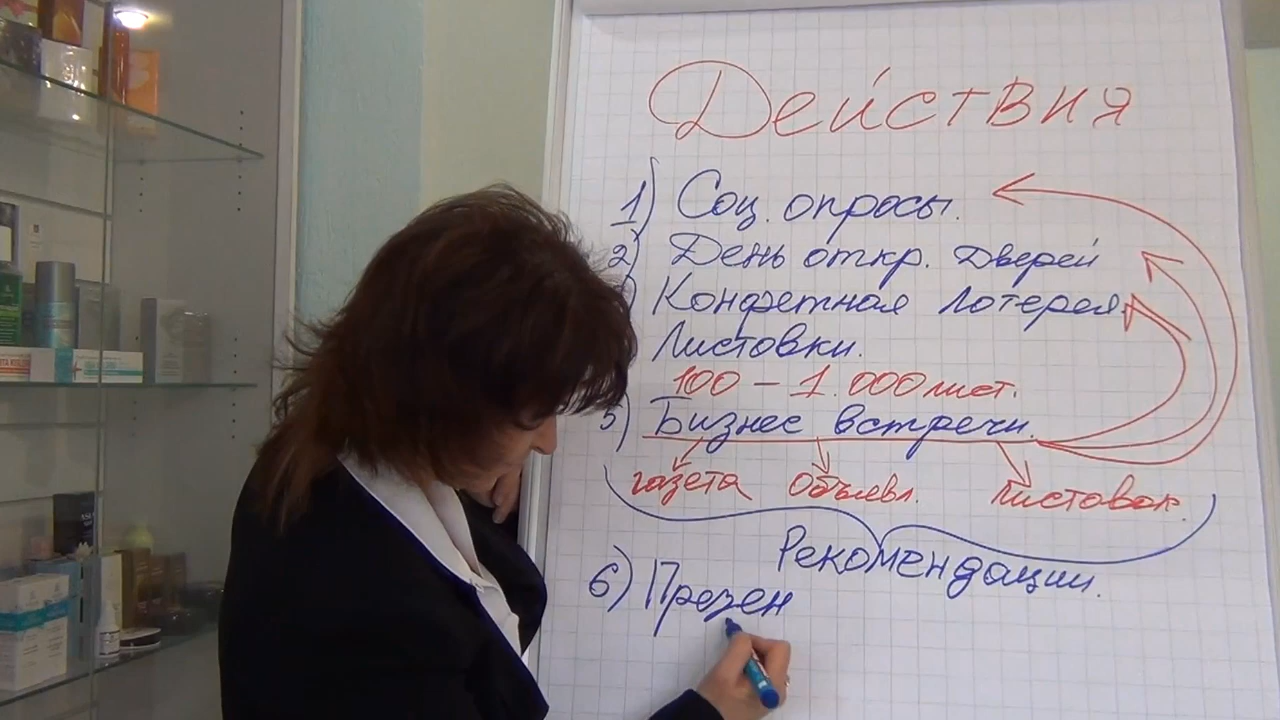 Действия
1) Соц. опросы.
2) День откр. Дверей
) Конфетная Лотерея
Листовки.
100 – 1.000 лист.
5) Бизнес встречи.
газета Объявл. Листовок.
Рекомендации.
6) Презен